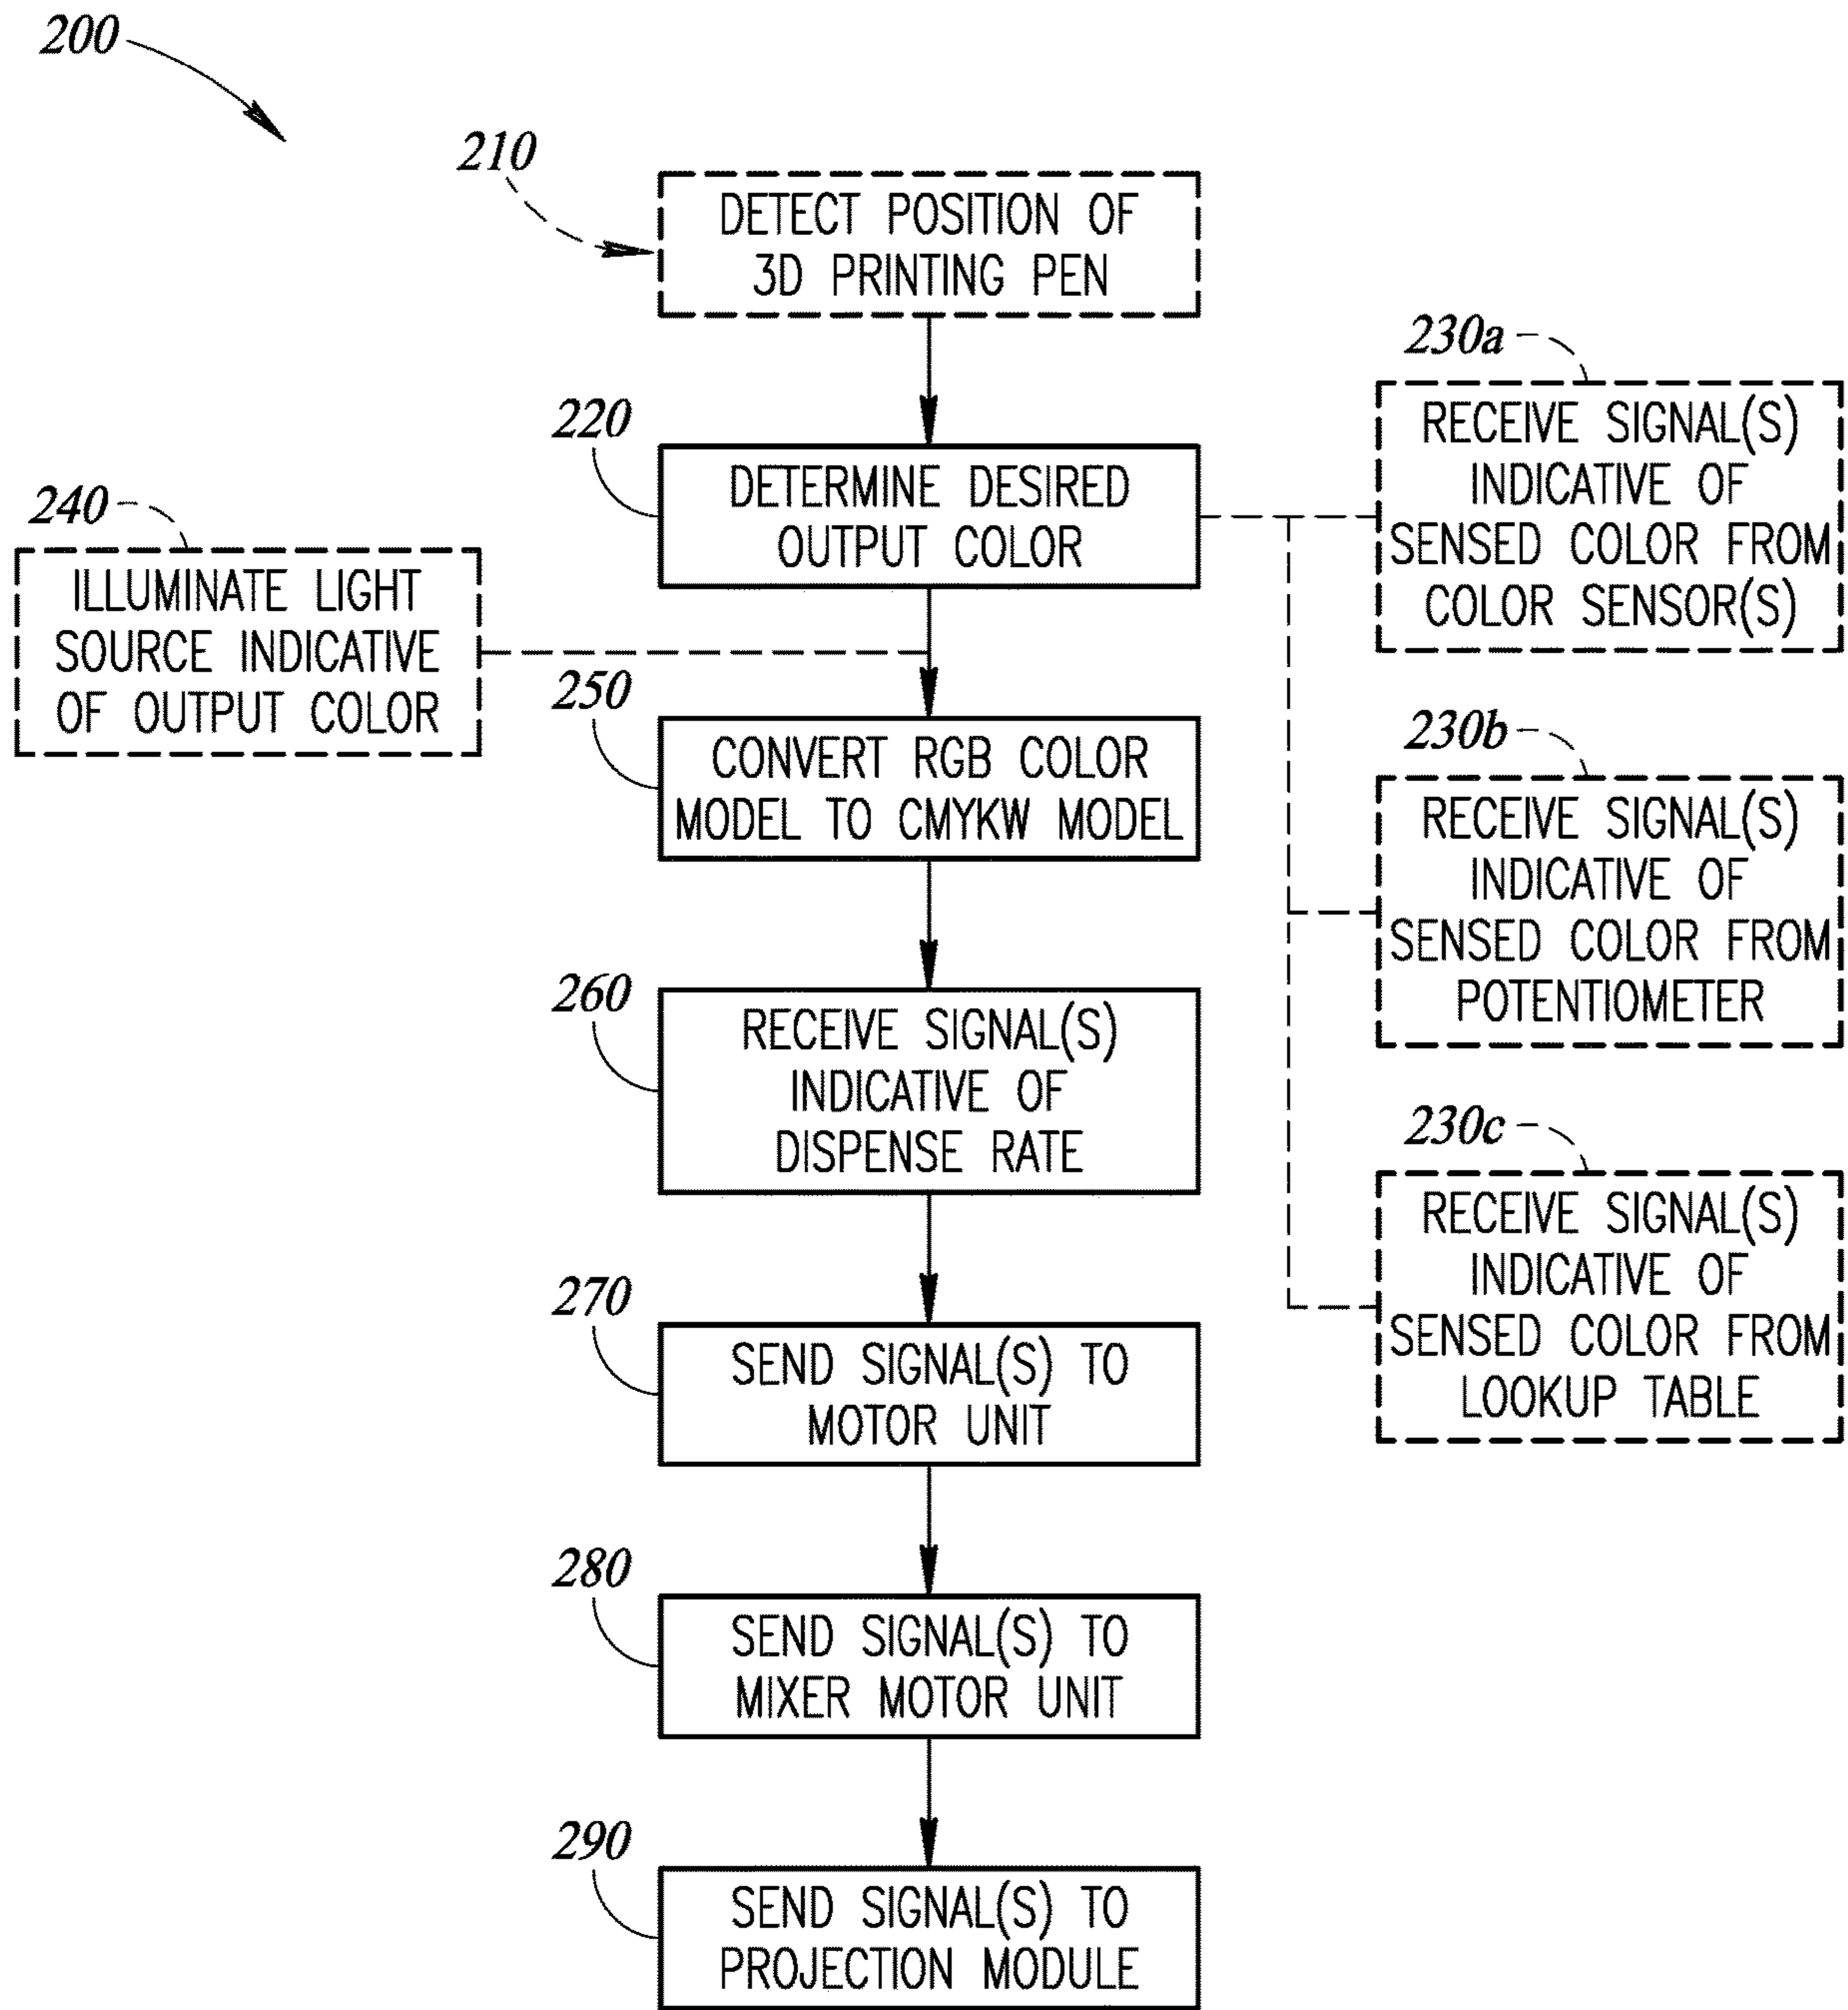 200
210
DETECT POSITION OF
3D PRINTING PEN
220
DETERMINE DESIRED
OUTPUT COLOR
230a
RECEIVE SIGNAL(S)
INDICATIVE OF
SENSED COLOR FROM
COLOR SENSOR(S)
240
ILLUMINATE LIGHT
SOURCE INDICATIVE
OF OUTPUT COLOR
250
CONVERT RGB COLOR
MODEL TO CMYKW MODEL
230b
RECEIVE SIGNAL(S)
INDICATIVE OF
SENSED COLOR FROM
POTENTIOMETER
260
RECEIVE SIGNAL(S)
INDICATIVE OF
DISPENSE RATE
230c
RECEIVE SIGNAL(S)
INDICATIVE OF
SENSED COLOR FROM
LOOKUP TABLE
270
SEND SIGNAL(S) TO
MOTOR UNIT
280
SEND SIGNAL(S) TO
MIXER MOTOR UNIT
290
SEND SIGNAL(S) TO
PROJECTION MODULE